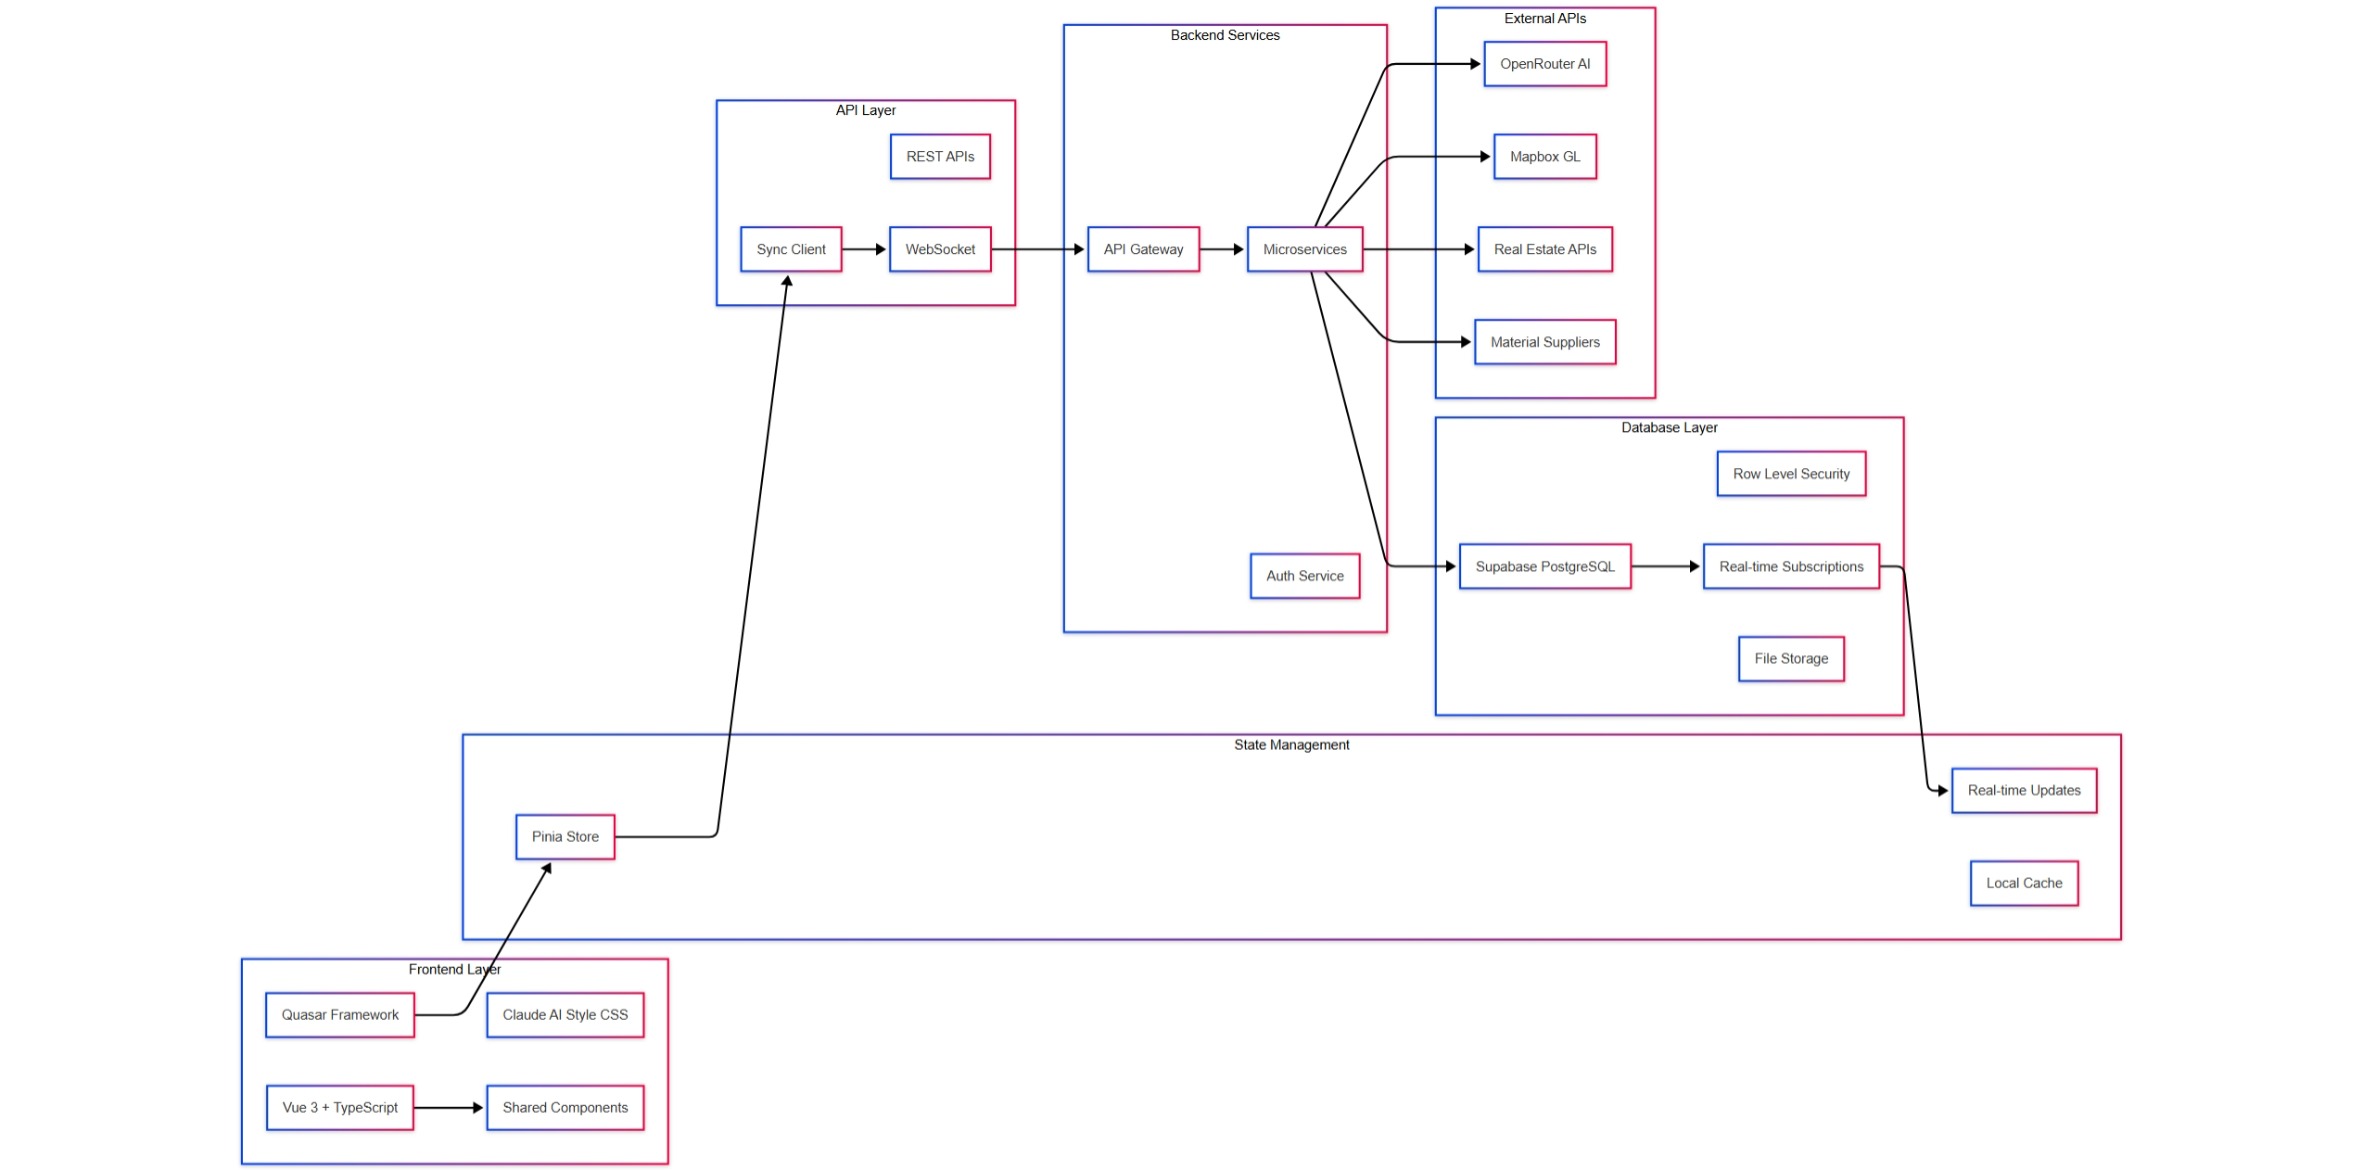 External APIs
OpenRouter AI
Mapbox GL
Real Estate APIs
Material Suppliers
Backend Services
API Gateway
Microservices
Auth Service
API Layer
REST APIs
Sync Client
WebSocket
Database Layer
Row Level Security
Supabase PostgreSQL
Real-time Subscriptions
File Storage
State Management
Pinia Store
Real-time Updates
Local Cache
Frontend Layer
Quasar Framework
Claude AI Style CSS
Vue 3 + TypeScript
Shared Components